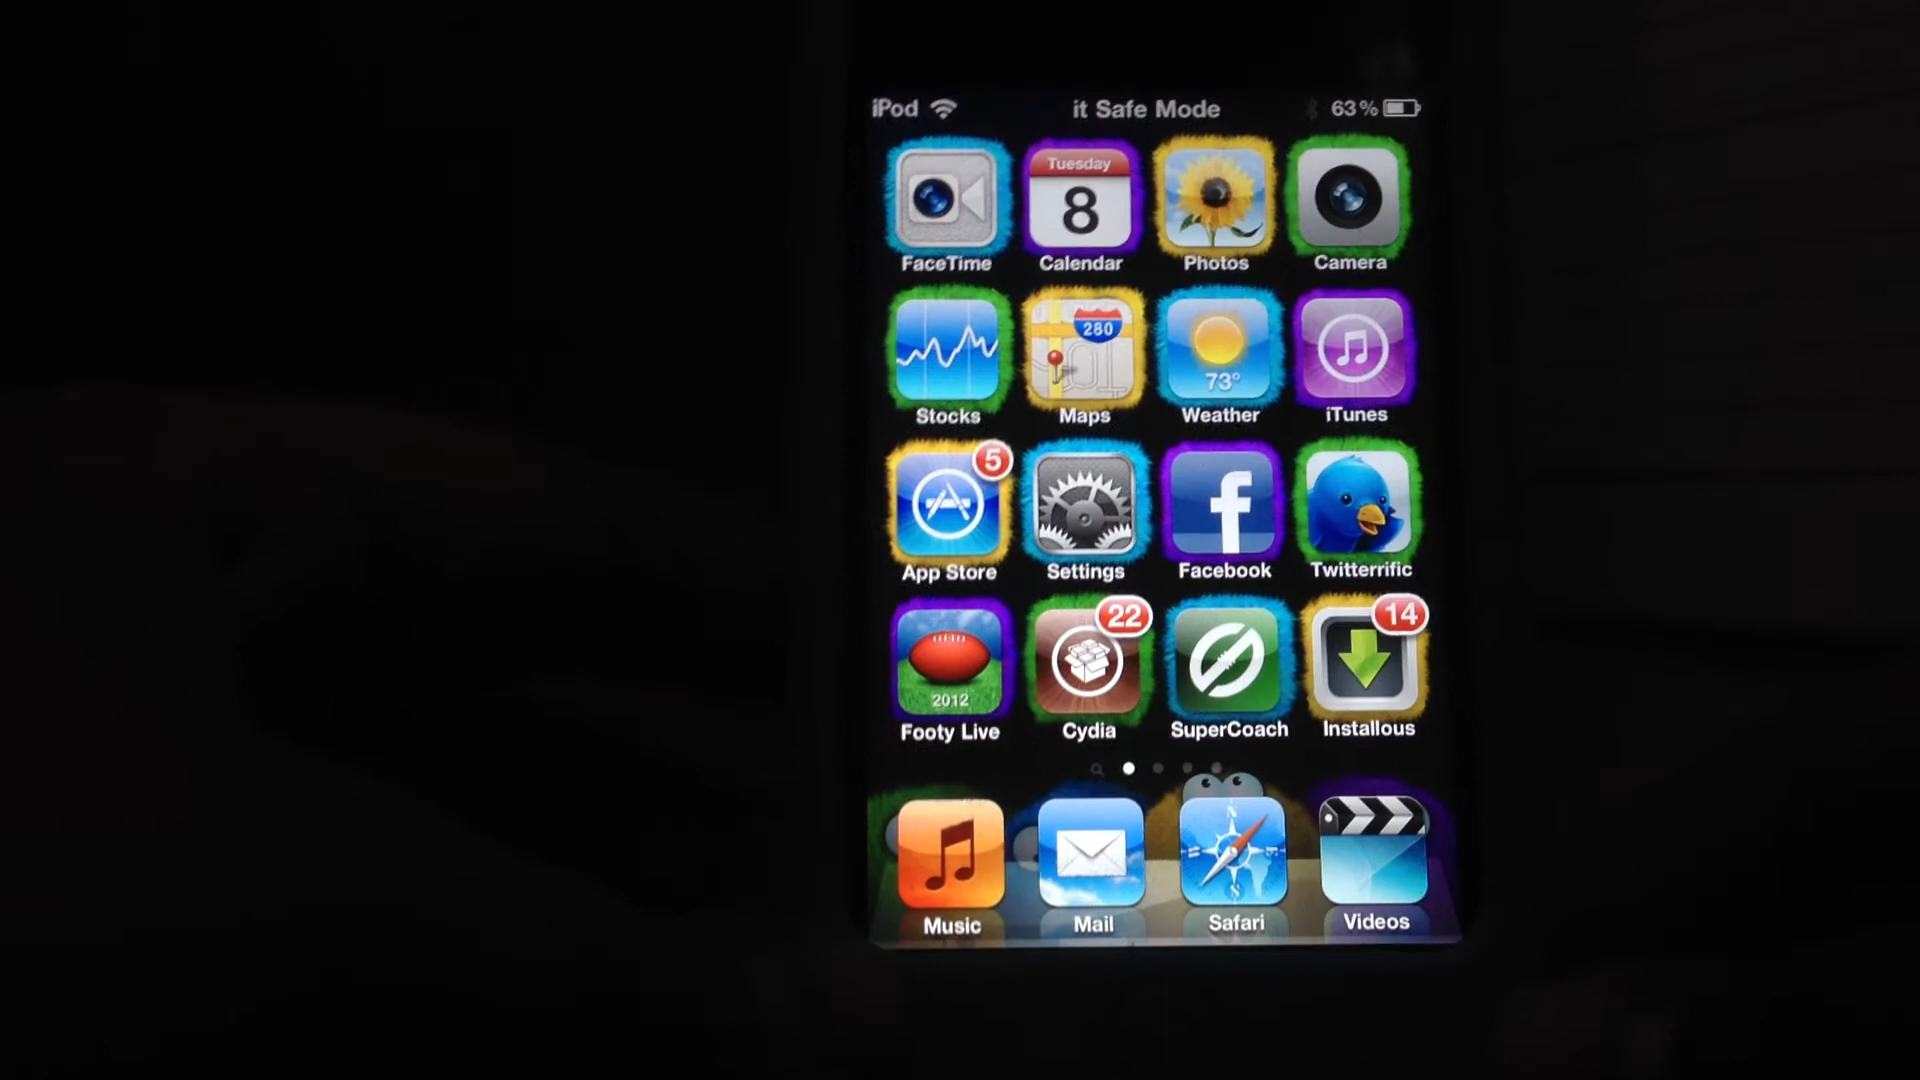 iPod it Safe Mode 63%
Tuesday
8
FaceTime Calendar Photos Camera
280
73°
Stocks Maps Weather iTunes
5
f
App Store Settings Facebook Twitterrific
22 14
2012
Footy Live Cydia SuperCoach Installous
N
S
Music Mail Safari Videos